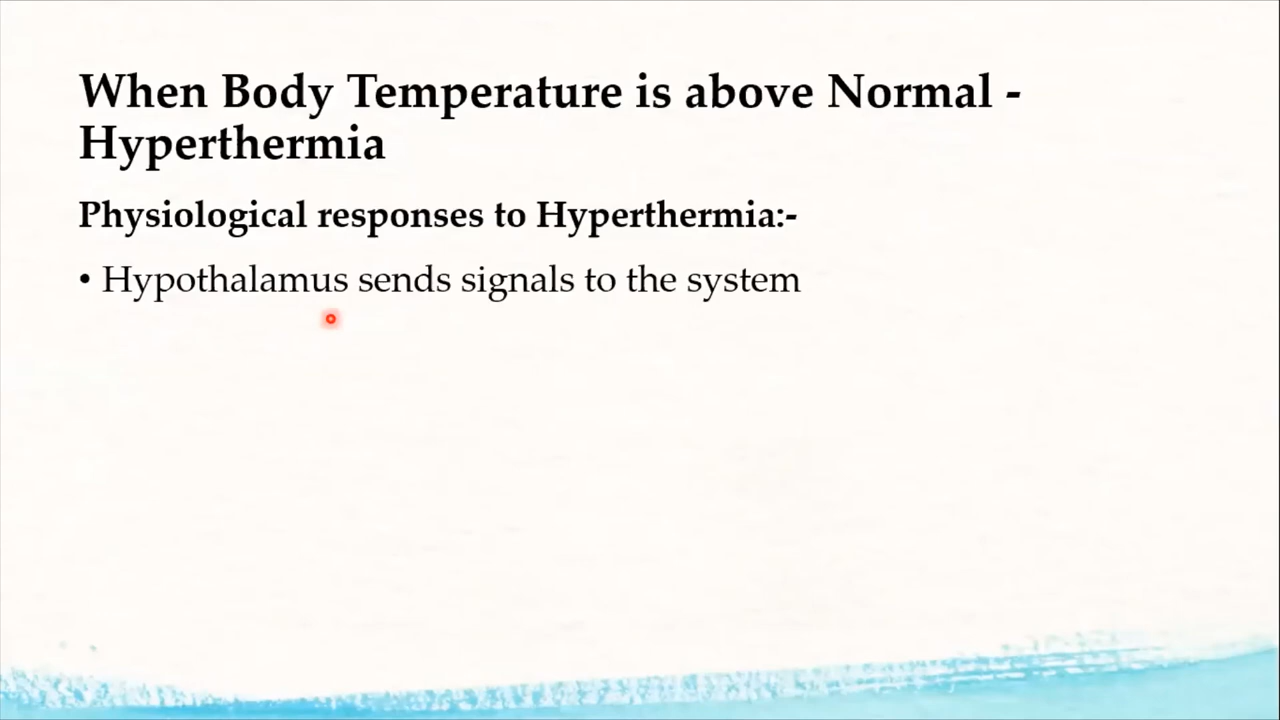 When Body Temperature is above Normal -
Hyperthermia
Physiological responses to Hyperthermia:-
• Hypothalamus sends signals to the system